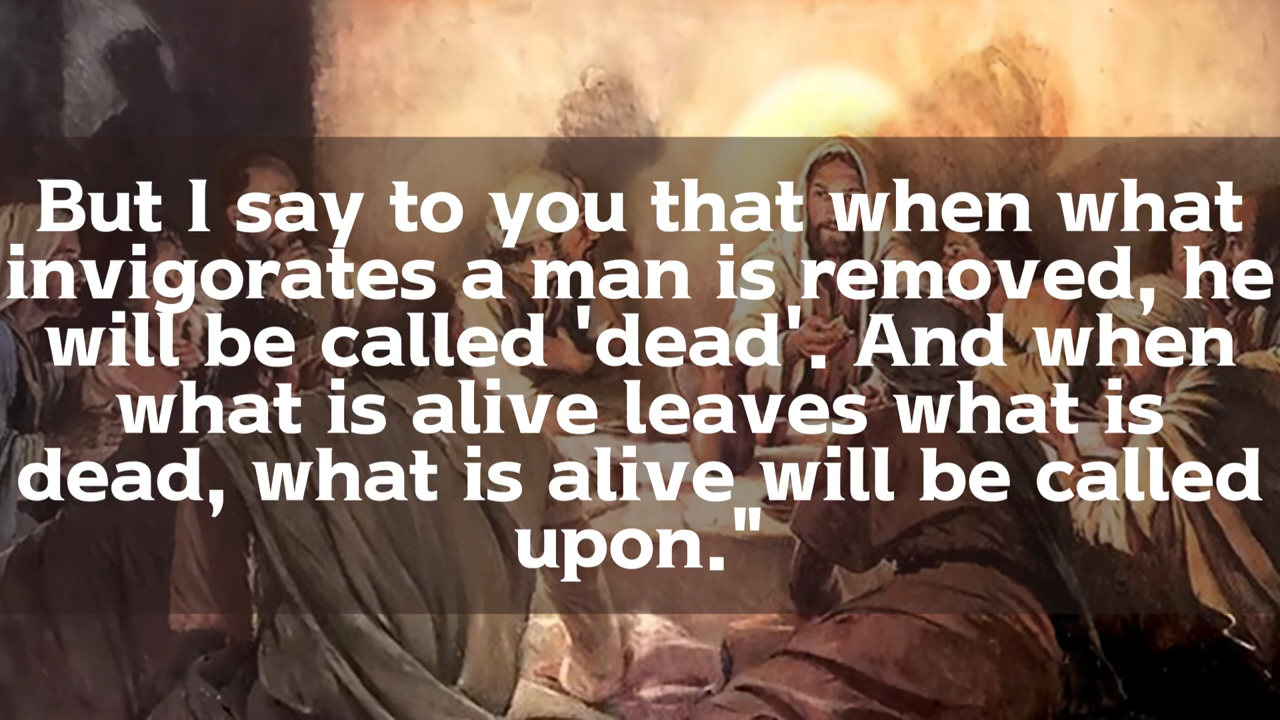 But I say to you that when what
invigorates a man is removed, he
will be called 'dead'. And when
what is alive leaves what is
dead, what is alive will be called
upon."